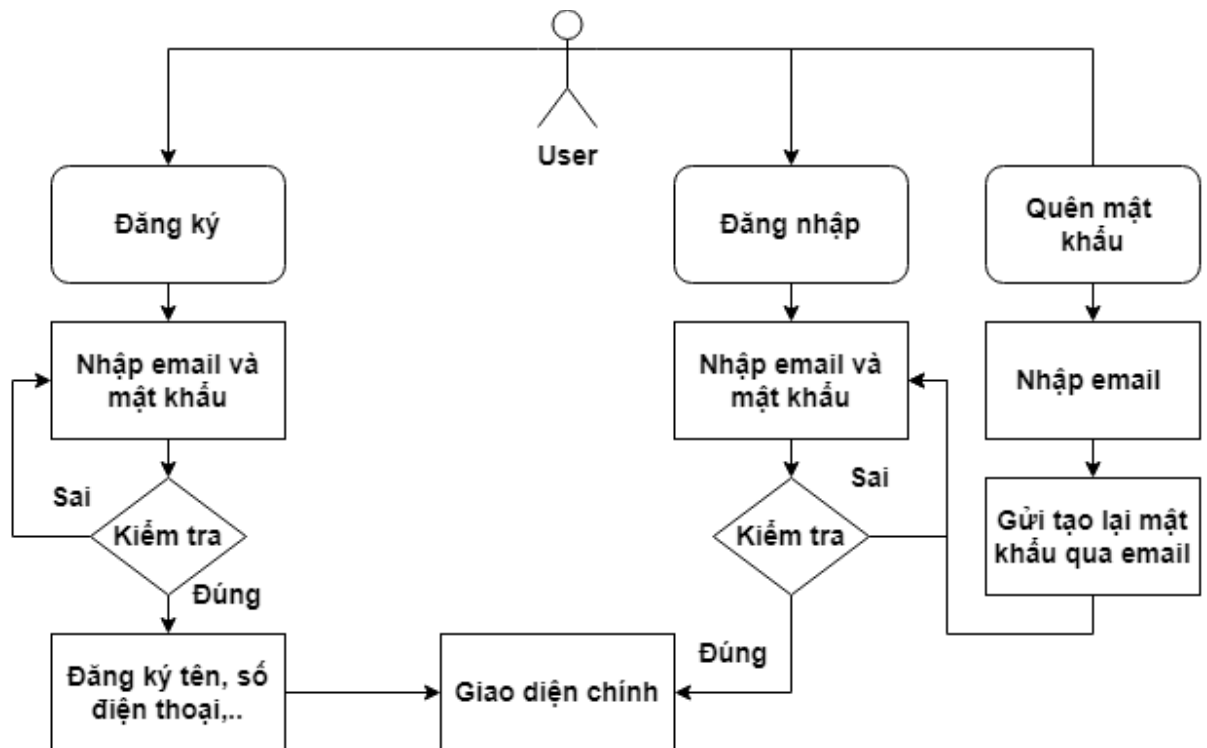 User
Đăng ký
Đăng nhập
Quên mật
khẩu
Nhập email và
mật khẩu
Nhập email và
mật khẩu
Nhập email
Sai
Kiểm tra
Sai
Kiểm tra
Gửi tạo lại mật
khẩu qua email
Đúng
Đăng ký tên, số
điện thoại,..
Giao diện chính
Đúng